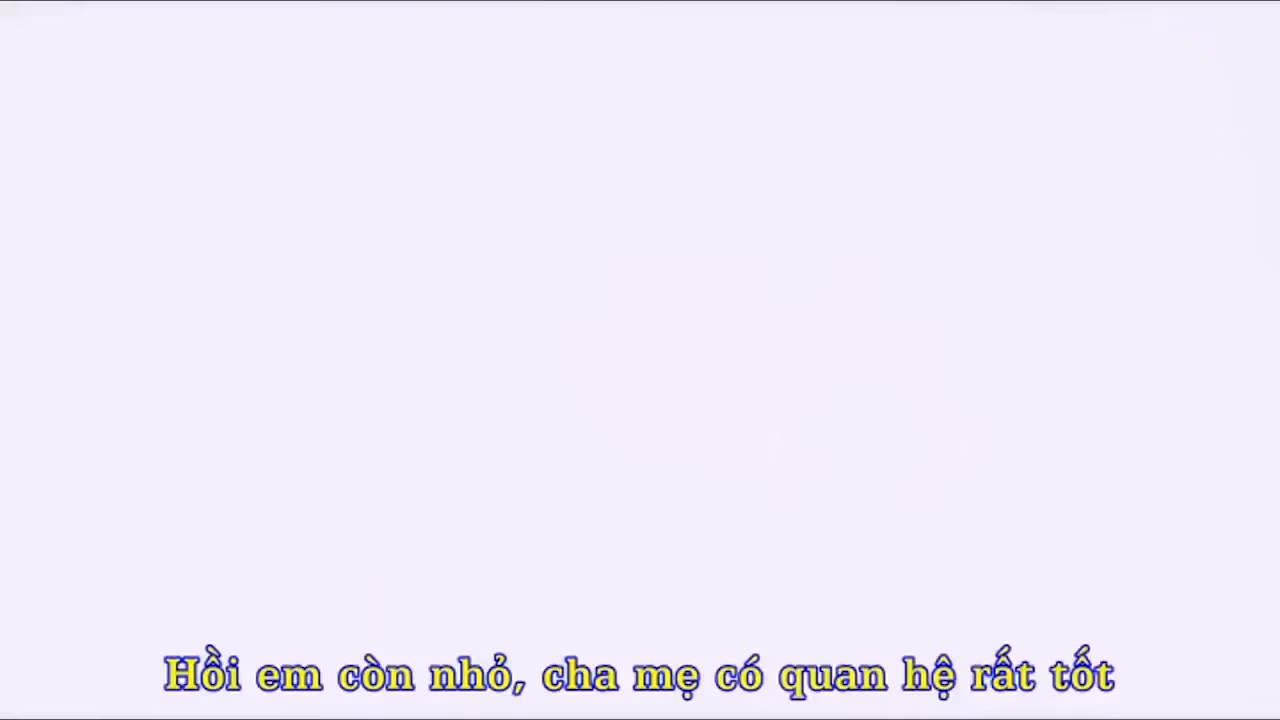 Hồi em còn nhỏ, cha mẹ có quan hệ rất tốt